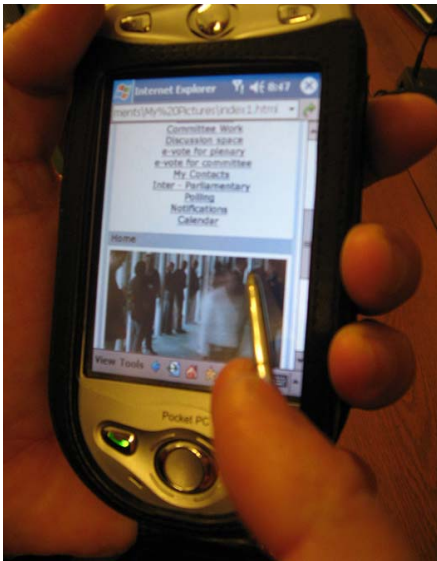 Internet Explorer 8:47
ments\My%20Pictures\index1.html
Committee Work
Discussion space
e-vote for plenary
e-vote for committee
My Contacts
Inter - Parliamentary
Polling
Notifications
Calendar
Home
View Tools
Pocket PC